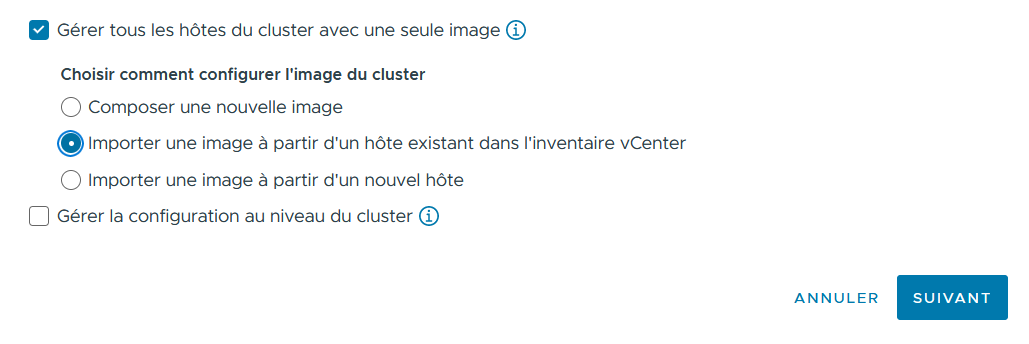 Gérer tous les hôtes du cluster avec une seule image
Choisir comment configurer l'image du cluster
Composer une nouvelle image
Importer une image à partir d'un hôte existant dans l'inventaire vCenter
Importer une image à partir d'un nouvel hôte
Gérer la configuration au niveau du cluster
ANNULER SUIVANT